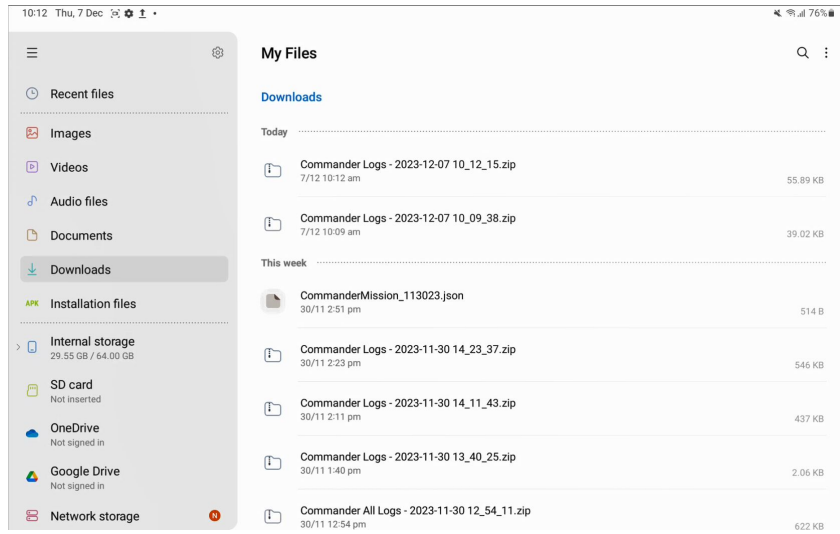 10:12 Thu, 7 Dec
76%
Recent files
Images
Videos
Audio files
Documents
Downloads
APK Installation files
Internal storage
29.55 GB / 64.00 GB
SD card
Not inserted
OneDrive
Not signed in
Google Drive
Not signed in
Network storage N
My Files
Downloads
Today
Commander Logs - 2023-12-07 10_12_15.zip
7/12 10:12 am 55.89 KB
Commander Logs - 2023-12-07 10_09_38.zip
7/12 10:09 am 39.02 KB
This week
CommanderMission_113023.json
30/11 2:51 pm 514 B
Commander Logs - 2023-11-30 14_23_37.zip
30/11 2:23 pm 546 KB
Commander Logs - 2023-11-30 14_11_43.zip
30/11 2:11 pm 437 KB
Commander Logs - 2023-11-30 13_40_25.zip
30/11 1:40 pm 2.06 KB
Commander All Logs - 2023-11-30 12_54_11.zip
30/11 12:54 pm 622 KB